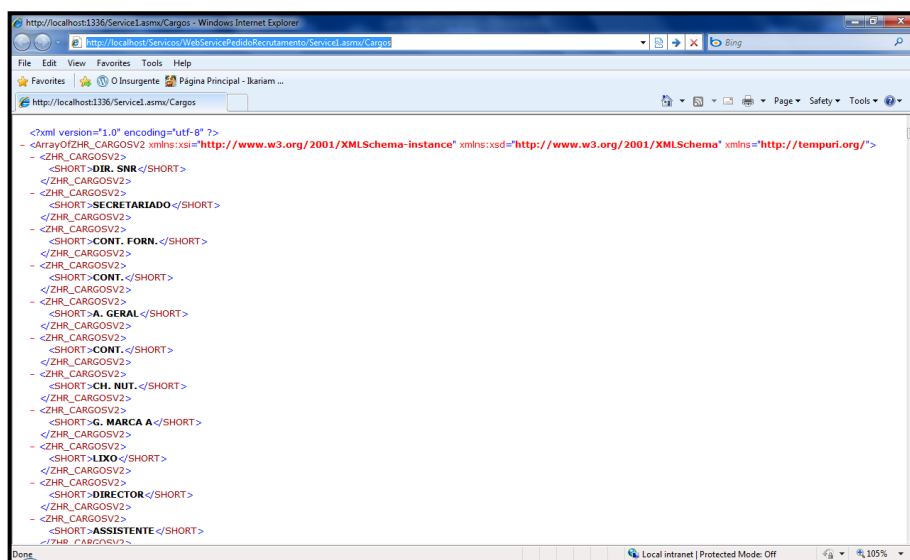 http://localhost:1336/Service1.asmx/Cargos - Windows Internet Explorer
http://localhost/Servicos/WebServicePedidoRecrutamento/Service1.asmx/Cargos
Bing
File Edit View Favorites Tools Help
Favorites O Insurgente Página Principal - Ikariam ...
http://localhost:1336/Service1.asmx/Cargos Page Safety Tools
<?xml version="1.0" encoding="utf-8" ?>
- <ArrayOfZHR_CARGOSV2 xmlns:xsi="http://www.w3.org/2001/XMLSchema-instance" xmlns:xsd="http://www.w3.org/2001/XMLSchema" xmlns="http://tempuri.org/">
- <ZHR_CARGOSV2>
<SHORT>DIR. SNR</SHORT>
</ZHR_CARGOSV2>
- <ZHR_CARGOSV2>
<SHORT>SECRETARIADO</SHORT>
</ZHR_CARGOSV2>
- <ZHR_CARGOSV2>
<SHORT>CONT. FORN.</SHORT>
</ZHR_CARGOSV2>
- <ZHR_CARGOSV2>
<SHORT>CONT.</SHORT>
</ZHR_CARGOSV2>
- <ZHR_CARGOSV2>
<SHORT>A. GERAL</SHORT>
</ZHR_CARGOSV2>
- <ZHR_CARGOSV2>
<SHORT>CONT.</SHORT>
</ZHR_CARGOSV2>
- <ZHR_CARGOSV2>
<SHORT>CH. NUT.</SHORT>
</ZHR_CARGOSV2>
- <ZHR_CARGOSV2>
<SHORT>G. MARCA A</SHORT>
</ZHR_CARGOSV2>
- <ZHR_CARGOSV2>
<SHORT>LIXO</SHORT>
</ZHR_CARGOSV2>
- <ZHR_CARGOSV2>
<SHORT>DIRECTOR</SHORT>
</ZHR_CARGOSV2>
- <ZHR_CARGOSV2>
<SHORT>ASSISTENTE</SHORT>
</ZHR_CARGOSV2>
Done Local intranet | Protected Mode: Off 105%